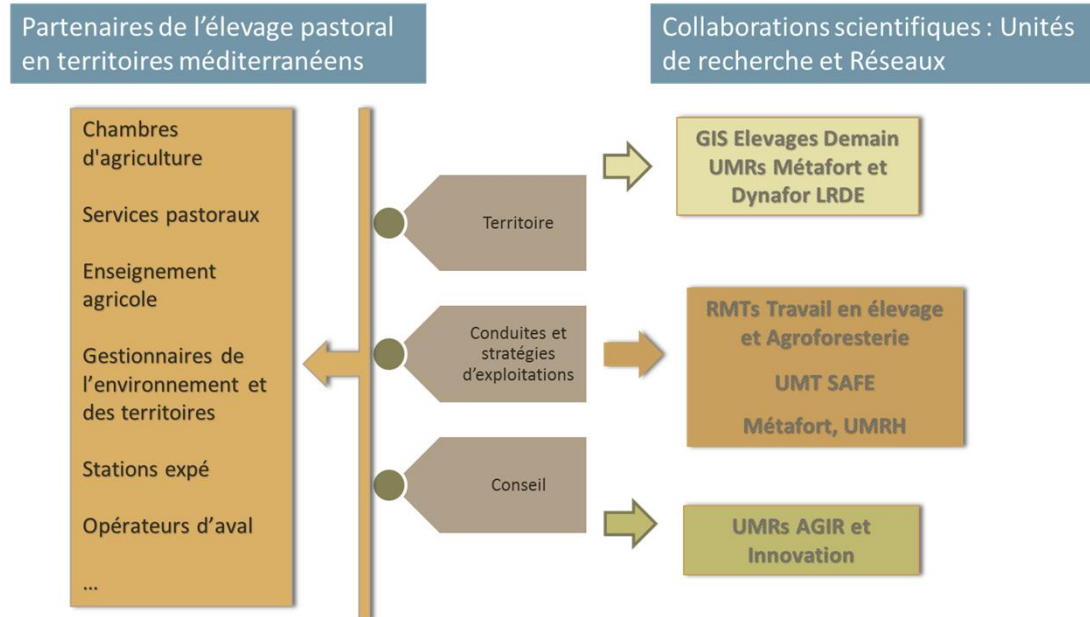 Partenaires de l’élevage pastoral
en territoires méditerranéens
Chambres
d'agriculture
Services pastoraux
Enseignement
agricole
Gestionnaires de
l’environnement et
des territoires
Stations expé
Opérateurs d’aval
...
Territoire
Conduites et
stratégies
d’exploitations
Conseil
Collaborations scientifiques : Unités
de recherche et Réseaux
GIS Elevages Demain
UMRs Métafort et
Dynafor LRDE
RMTs Travail en élevage
et Agroforesterie
UMT SAFE
Métafort, UMRH
UMRs AGIR et
Innovation